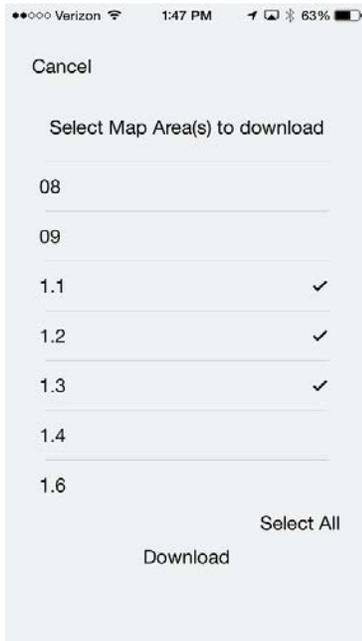 Verizon 1:47 PM 63%
Cancel
Select Map Area(s) to download
08
09
1.1
1.2
1.3
1.4
1.6
Select All
Download